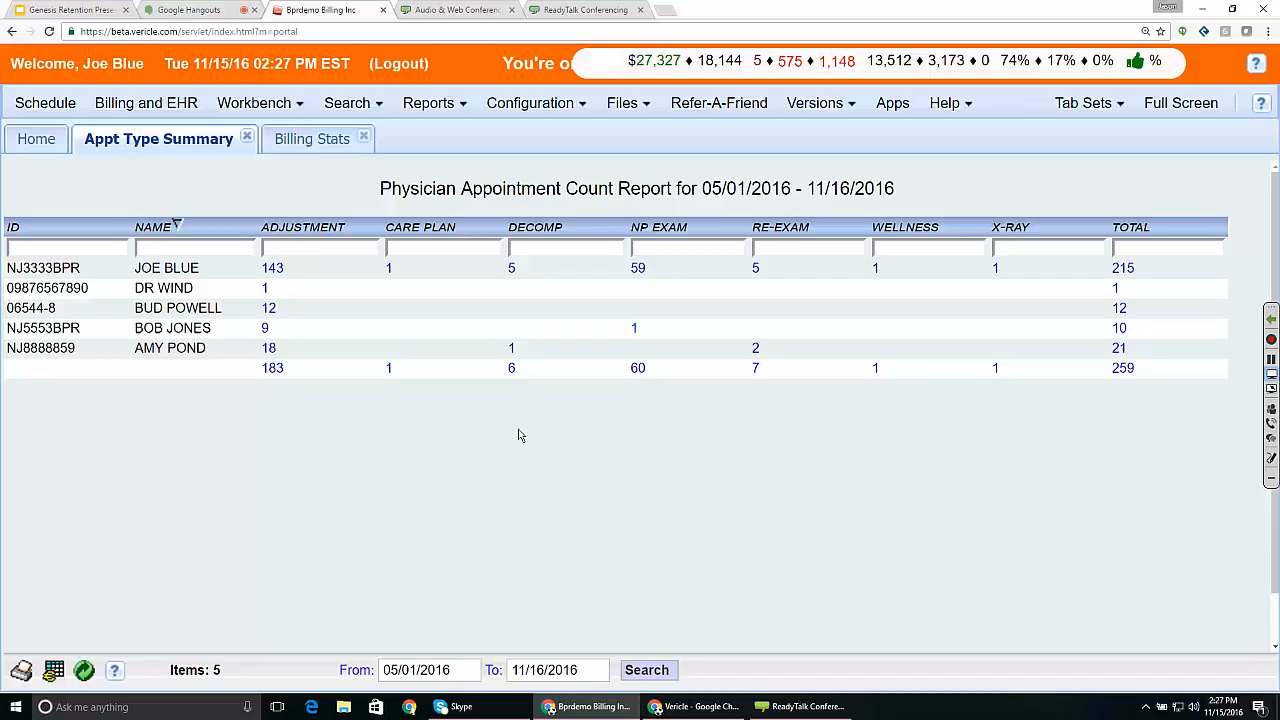 Genesis Retention Prese
Google Hangouts
Bprdemo Billing Inc
Audio & Web Conferenc
ReadyTalk Conferencing
Jason
https://beta.vericle.com/servlet/index.html?m=portal
Welcome, Joe Blue Tue 11/15/16 02:27 PM EST (Logout) You're o
$27,327 ♦ 18,144 5 ♦ 575 ♦ 1,148 13,512 ♦ 3,173 ♦ 0 74% ♦ 17% ♦ 0% % ?
Schedule Billing and EHR Workbench Search Reports Configuration Files Refer-A-Friend Versions Apps Help Tab Sets Full Screen ?
Home Appt Type Summary Billing Stats
Physician Appointment Count Report for 05/01/2016 - 11/16/2016
ID NAME ADJUSTMENT CARE PLAN DECOMP NP EXAM RE-EXAM WELLNESS X-RAY TOTAL
NJ3333BPR JOE BLUE 143 1 5 59 5 1 1 215
09876567890 DR WIND 1 1
06544-8 BUD POWELL 12 12
NJ5553BPR BOB JONES 9 1 10
NJ8888859 AMY POND 18 1 2 21
183 1 6 60 7 1 1 259
? Items: 5 From: 05/01/2016 To: 11/16/2016 Search
Ask me anything
Skype
Bprdemo Billing In...
Vericle - Google Ch...
ReadyTalk Confere...
2:27 PM
11/15/2016